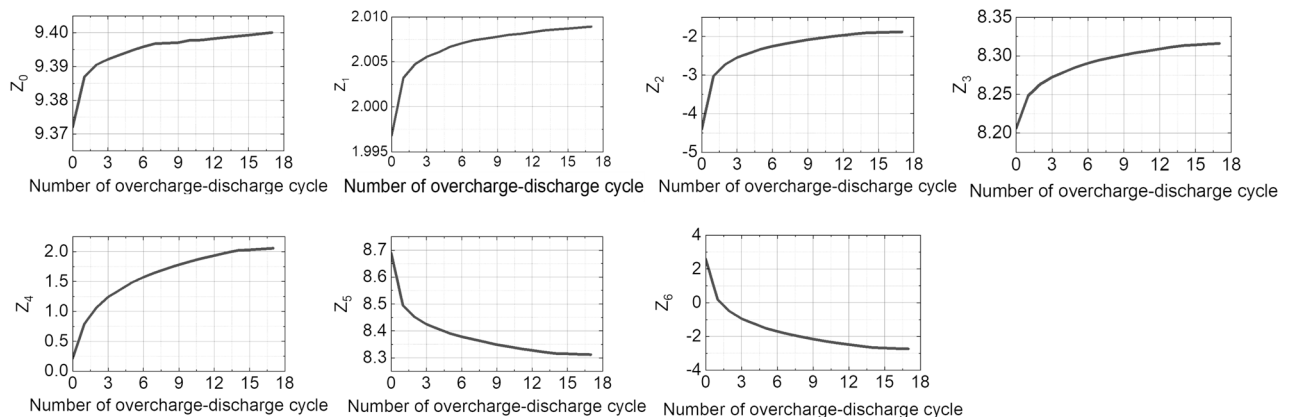 Z0
9.40
9.39
9.38
9.37
0 3 6 9 12 15 18
Number of overcharge-discharge cycle
Z1
2.010
2.005
2.000
1.995
0 3 6 9 12 15 18
Number of overcharge-discharge cycle
Z2
-2
-3
-4
-5
0 3 6 9 12 15 18
Number of overcharge-discharge cycle
Z3
8.35
8.30
8.25
8.20
0 3 6 9 12 15 18
Number of overcharge-discharge cycle
Z4
2.0
1.5
1.0
0.5
0.0
0 3 6 9 12 15 18
Number of overcharge-discharge cycle
Z5
8.7
8.6
8.5
8.4
8.3
0 3 6 9 12 15 18
Number of overcharge-discharge cycle
Z6
4
2
0
-2
-4
0 3 6 9 12 15 18
Number of overcharge-discharge cycle